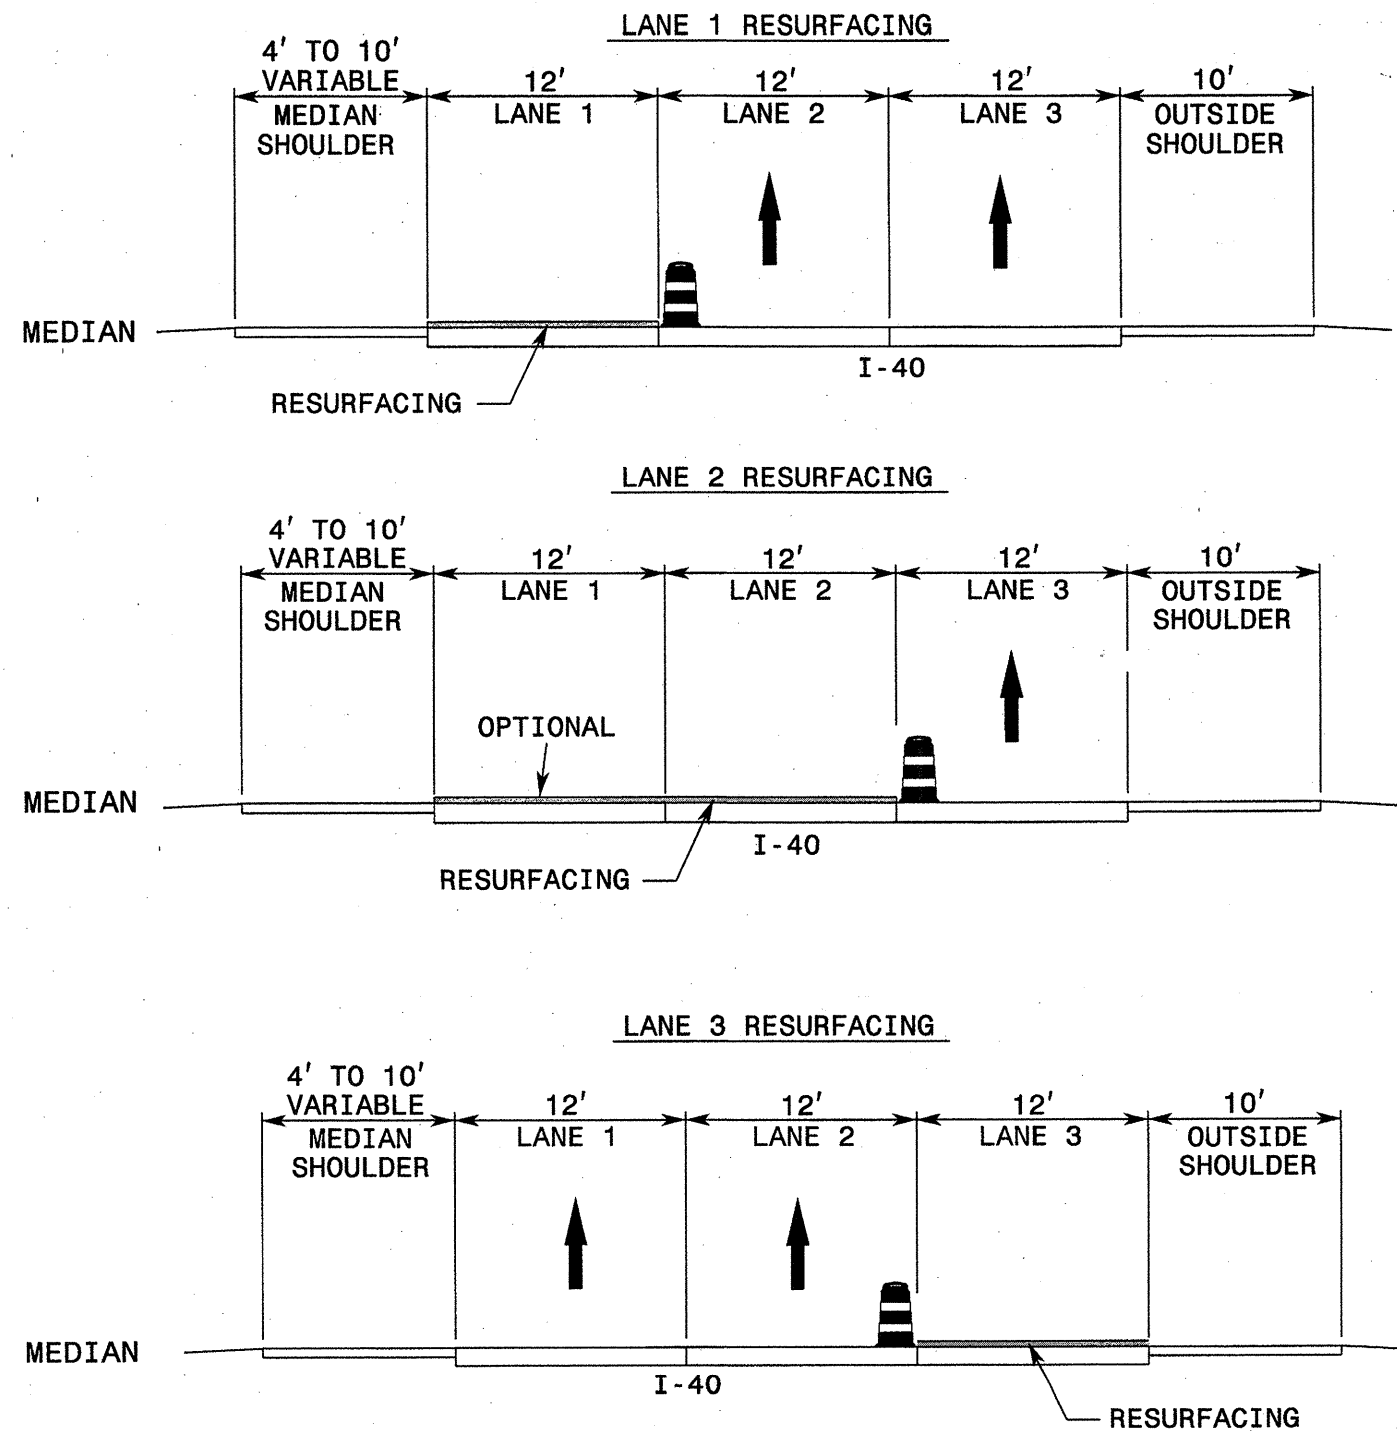 LANE 1 RESURFACING
4' TO 10'
VARIABLE
MEDIAN
SHOULDER
12'
LANE 1
12'
LANE 2
12'
LANE 3
10'
OUTSIDE
SHOULDER
MEDIAN
I-40
RESURFACING
LANE 2 RESURFACING
4' TO 10'
VARIABLE
MEDIAN
SHOULDER
12'
LANE 1
12'
LANE 2
12'
LANE 3
10'
OUTSIDE
SHOULDER
OPTIONAL
MEDIAN
I-40
RESURFACING
LANE 3 RESURFACING
4' TO 10'
VARIABLE
MEDIAN
SHOULDER
12'
LANE 1
12'
LANE 2
12'
LANE 3
10'
OUTSIDE
SHOULDER
MEDIAN
I-40
RESURFACING